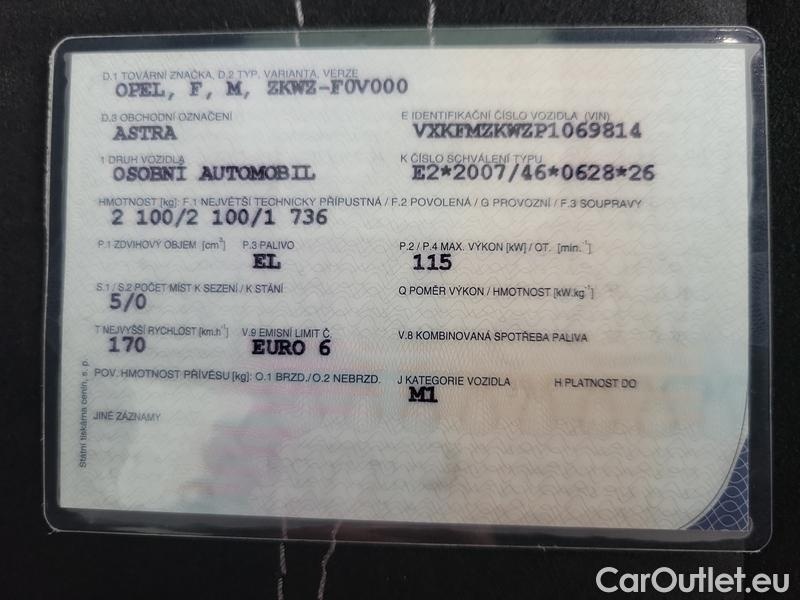 D.1 TOVÁRNÍ ZNAČKA, D.2 TYP, VARIANTA, VERZE
OPEL, F, M, ZKWZ-F0V000
D.3 OBCHODNÍ OZNAČENÍ E IDENTIFIKAČNÍ ČÍSLO VOZIDLA (VIN)
ASTRA VXKFMZKWZP1069814
1 DRUH VOZIDLA K ČÍSLO SCHVÁLENÍ TYPU
OSOBNÍ AUTOMOBIL E2*2007/46*0628*26
HMOTNOST [kg]: F.1 NEJVĚTŠÍ TECHNICKY PŘÍPUSTNÁ / F.2 POVOLENÁ / G PROVOZNÍ / F.3 SOUPRAVY
2 100/2 100/1 736
P.1 ZDVIHOVÝ OBJEM [cm³] P.3 PALIVO P.2 / P.4 MAX. VÝKON [kW] / OT. [min.⁻¹]
EL 115
S.1 / S.2 POČET MÍST K SEZENÍ / K STÁNÍ Q POMĚR VÝKON / HMOTNOST [kW.kg⁻¹]
5/0
T NEJVYŠŠÍ RYCHLOST [km.h⁻¹] V.9 EMISNÍ LIMIT Č. V.8 KOMBINOVANÁ SPOTŘEBA PALIVA
170 EURO 6
POV. HMOTNOST PŘÍVĚSU [kg]: O.1 BRZD./O.2 NEBRZD. J KATEGORIE VOZIDLA H PLATNOST DO
M1
JINÉ ZÁZNAMY
Státní tiskárna cenin, s. p.
CarOutlet.eu